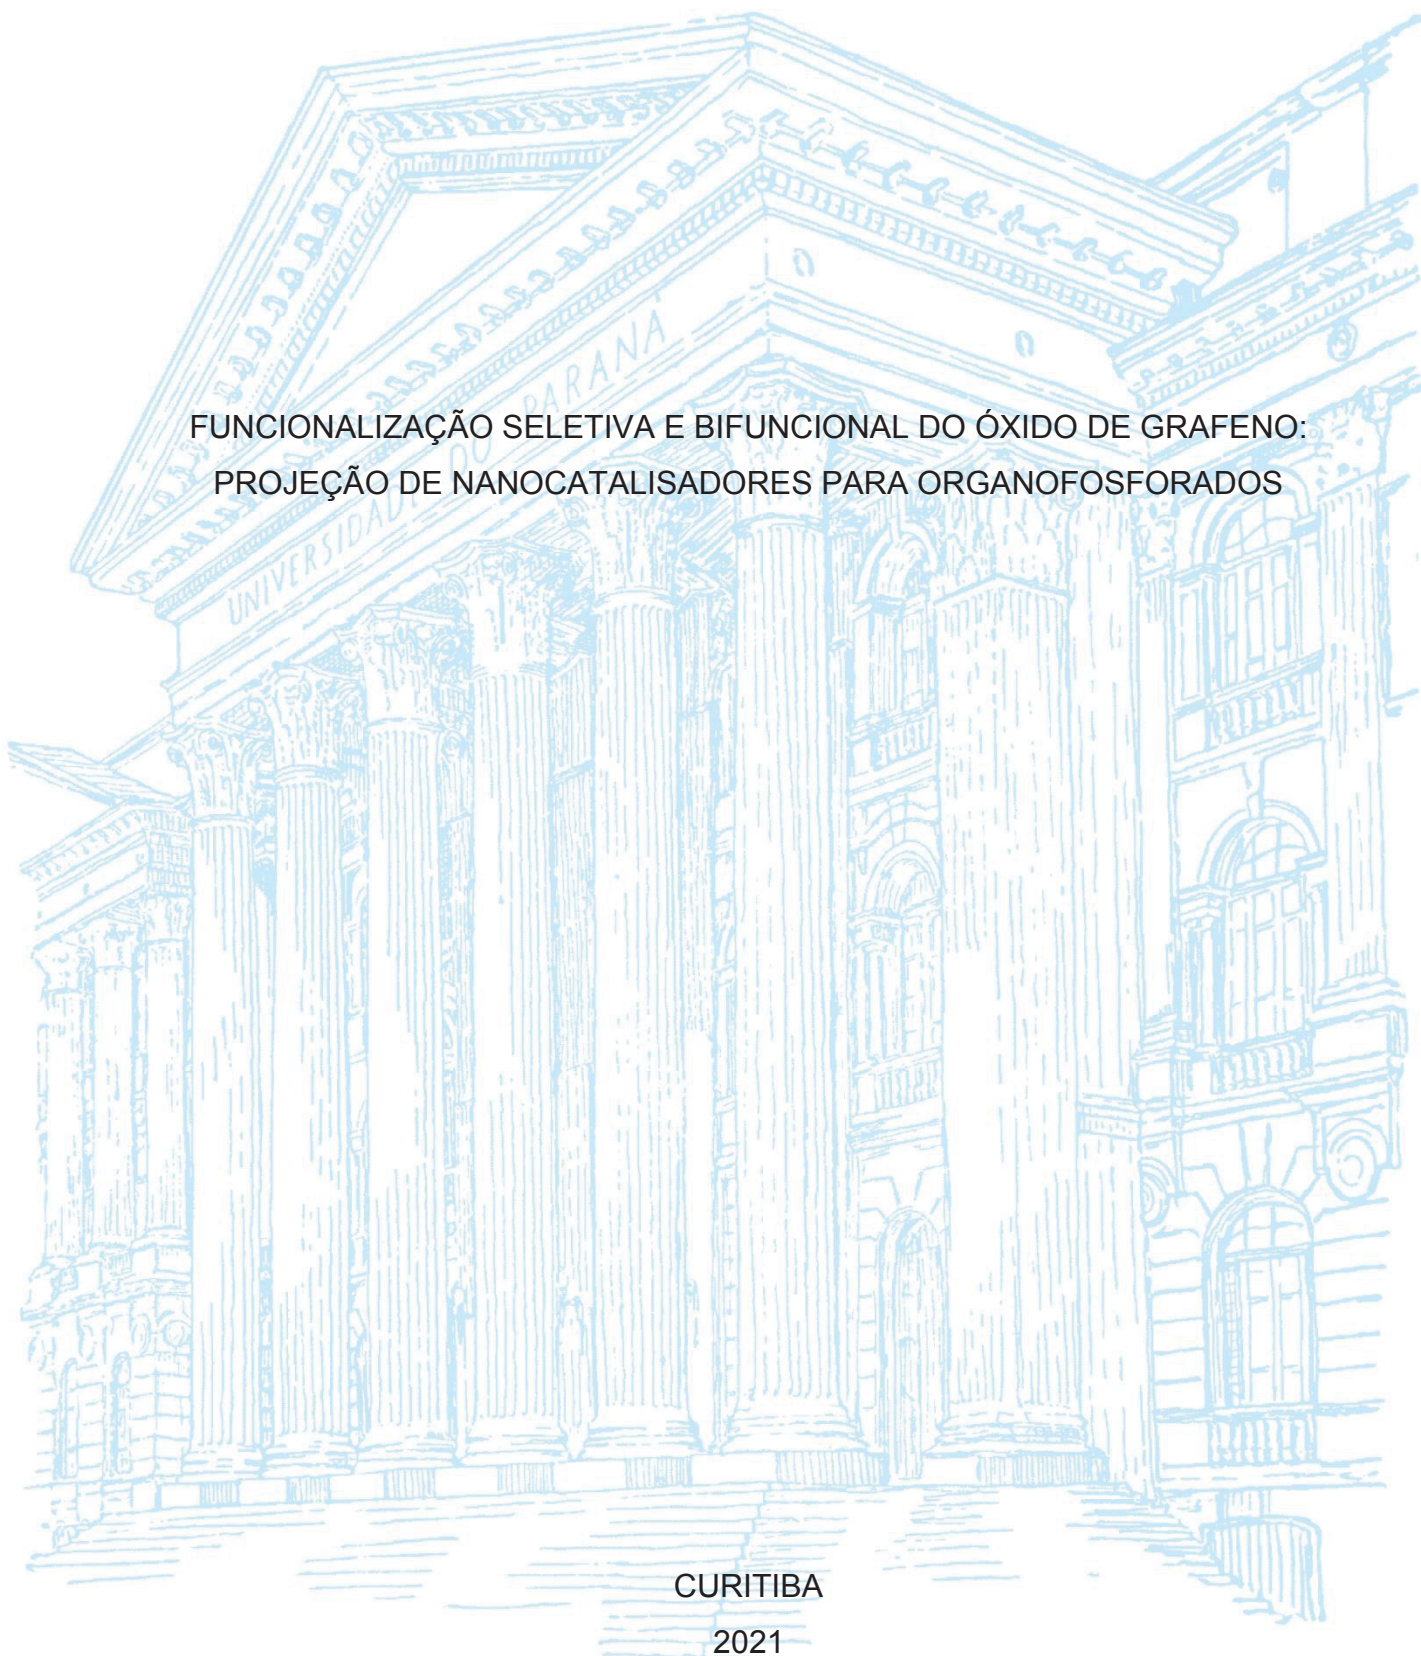 UNIVERSIDADE DO PARANÁ
FUNCIONALIZAÇÃO SELETIVA E BIFUNCIONAL DO ÓXIDO DE GRAFENO:
PROJEÇÃO DE NANOCATALISADORES PARA ORGANOFOSFORADOS
CURITIBA
2021